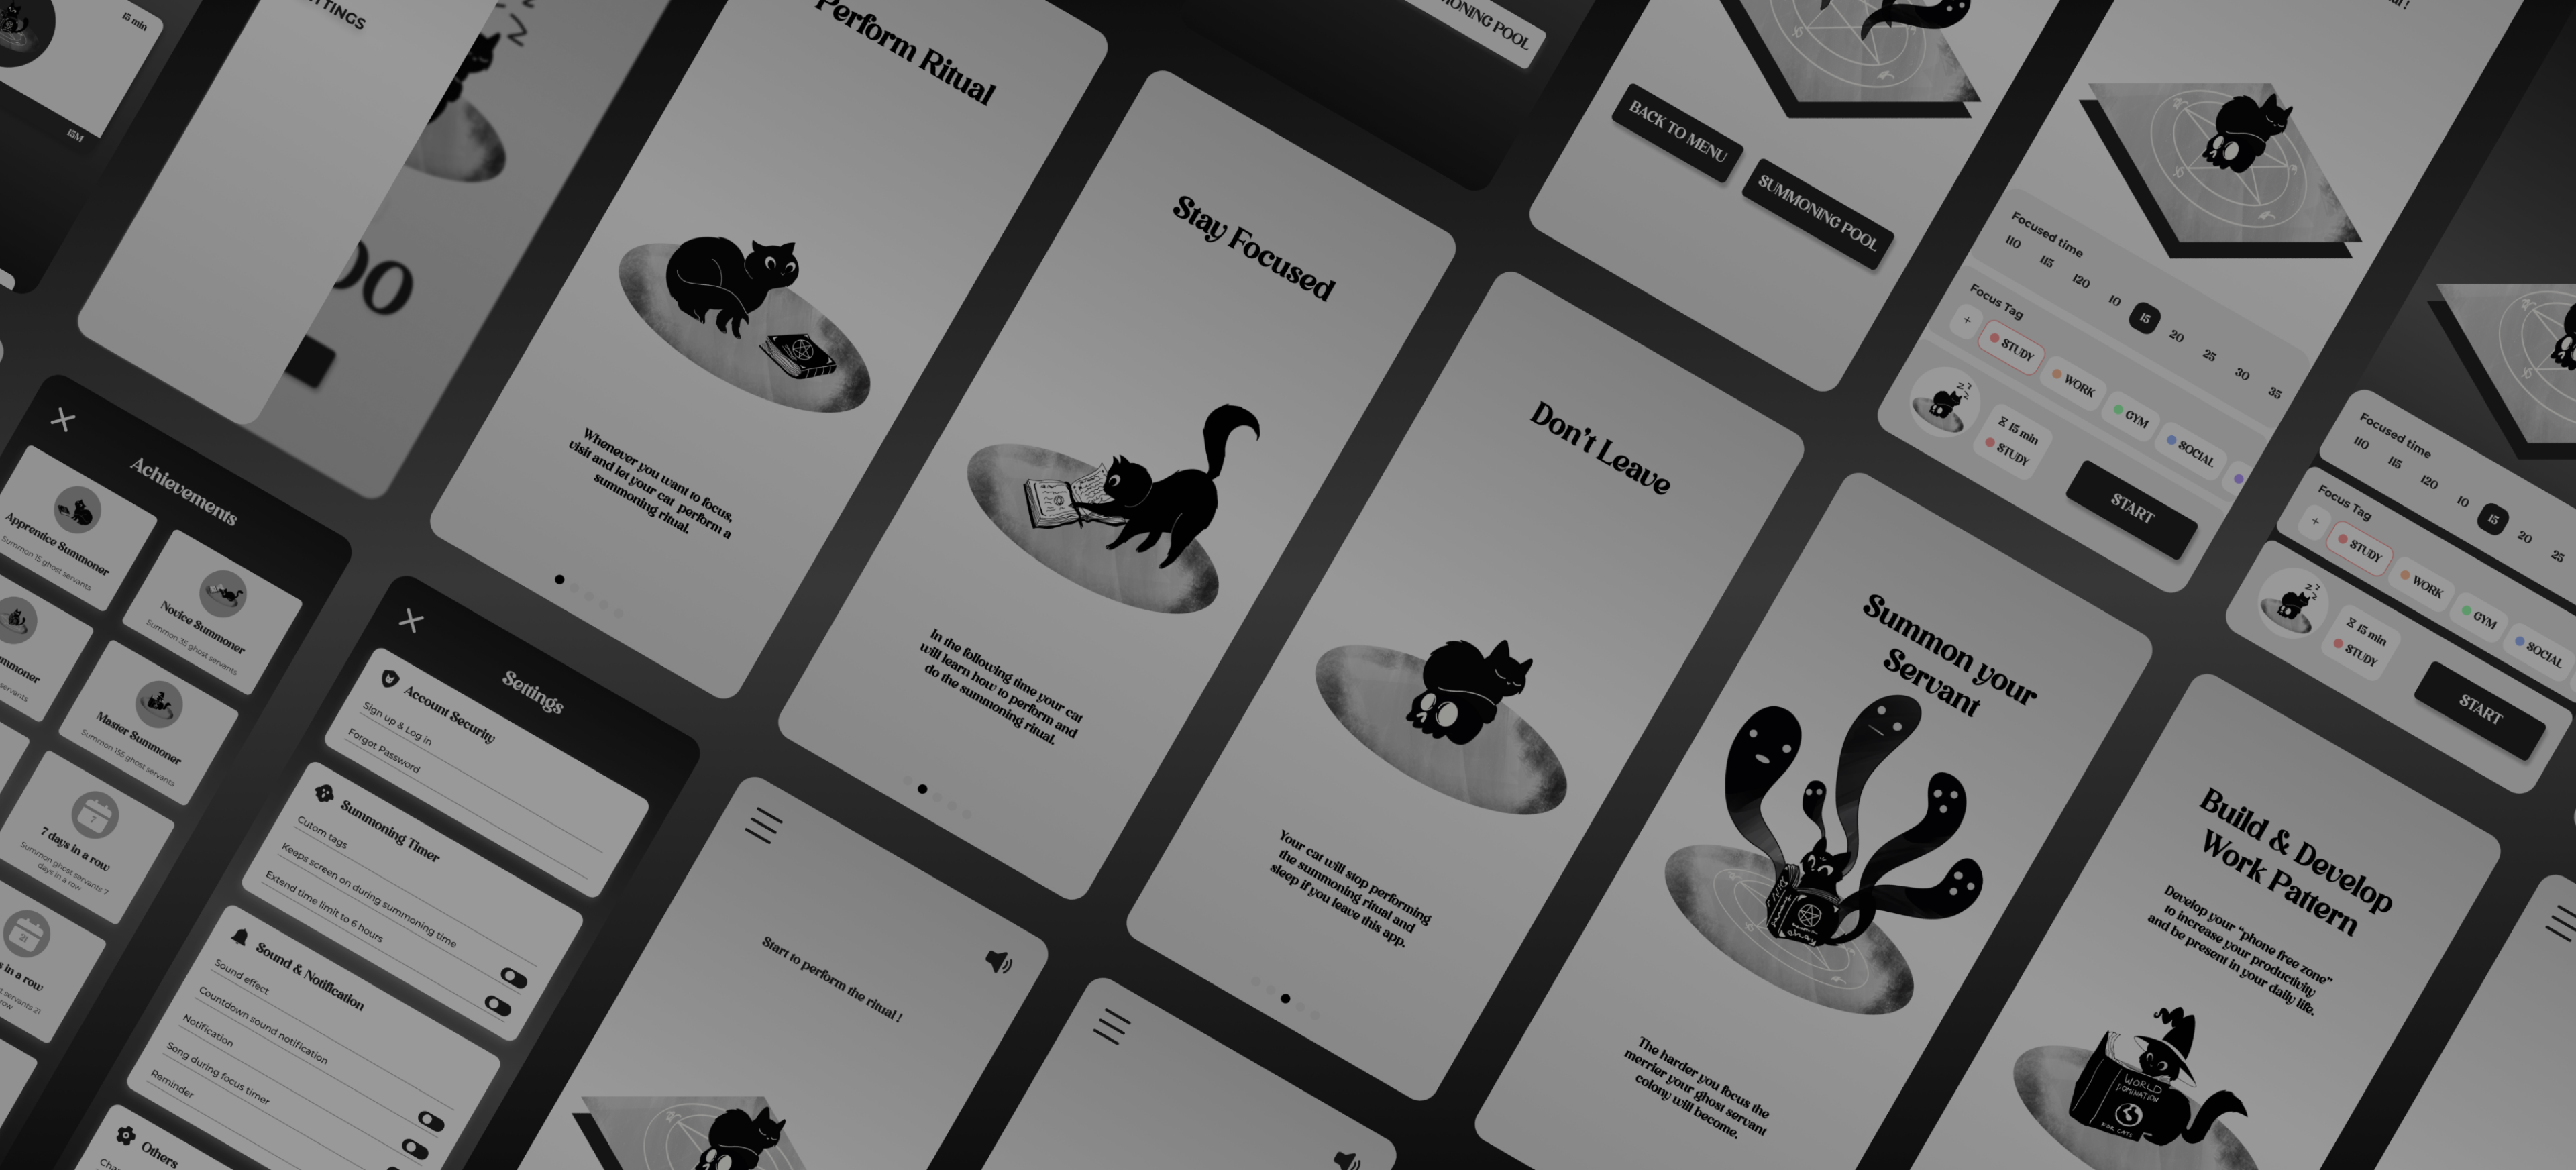 15 min
15M
TTINGS
00
Perform Ritual
Whenever you want to focus,
visit and let your cat perform a
summoning ritual.
Stay Focused
In the following time your cat
will learn how to perform and
do the summoning ritual.
Don't Leave
Your cat will stop performing
the summoning ritual and
sleep if you leave this app.
Summon your
Servant
The harder you focus the
merrier your ghost servant
colony will become.
Build & Develop
Work Pattern
Develop your “phone free zone”
to increase your productivity
and be present in your daily life.
WORLD
DOMINATION
FOR CATS
MONING POOL
BACK TO MENU
SUMMONING POOL
Focused time
110 115 120 10 15 20 25 30 35
Focus Tag
+ STUDY WORK GYM SOCIAL
15 min
STUDY
START
Focused time
110 115 120 10 15 20 25
Focus Tag
+ STUDY WORK GYM SOCIAL
15 min
STUDY
START
Achievements
Apprentice Summoner
Summon 15 ghost servants
Novice Summoner
Summon 35 ghost servants
mmoner
servants
Master Summoner
Summon 155 ghost servants
7
7 days in a row
Summon ghost servants 7
days in a row
21
s in a row
servants 21
row
Settings
Account Security
Sign up & Log in
Forgot Password
Summoning Timer
Cutom tags
Keeps screen on during summoning time
Extend time limit to 6 hours
Sound & Notification
Sound effect
Countdown sound notification
Notification
Song during focus timer
Reminder
Others
Start to perform the ritual !